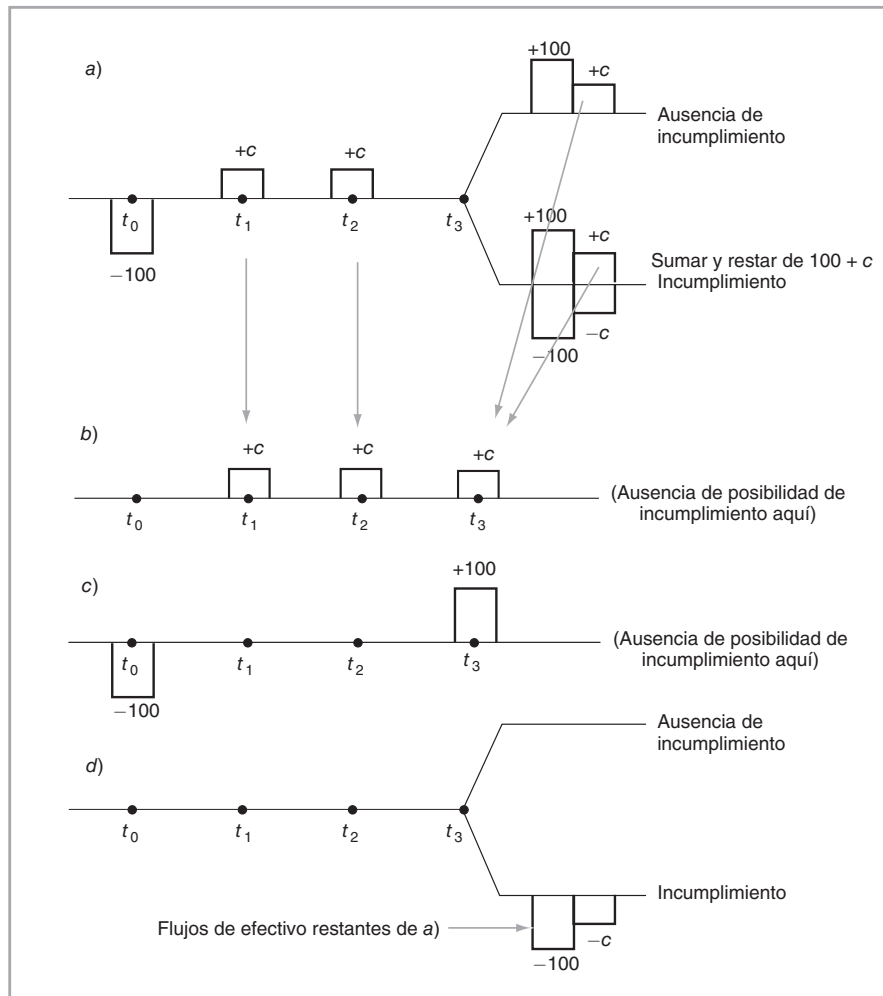 a)
+100
+c
Ausencia de
incumplimiento
+c
+c
t0
t1
t2
t3
−100
+100
+c
Sumar y restar de 100 + c
Incumplimiento
−c
−100
b)
+c
+c
+c
(Ausencia de posibilidad de
incumplimiento aquí)
t0
t1
t2
t3
c)
+100
(Ausencia de posibilidad de
incumplimiento aquí)
t0
t1
t2
t3
−100
Ausencia de
incumplimiento
d)
t0
t1
t2
t3
Incumplimiento
Flujos de efectivo restantes de a)
−c
−100